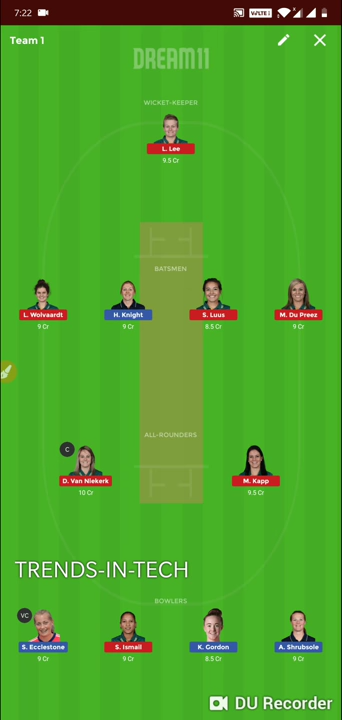 7:22
VoLTE
Team 1
DREAM11
WICKET-KEEPER
L. Lee
9.5 Cr
BATSMEN
L. Wolvaardt H. Knight S. Luus M. Du Preez
9 Cr 9 Cr 8.5 Cr 9 Cr
ALL-ROUNDERS
C
D. Van Niekerk M. Kapp
10 Cr 9.5 Cr
TRENDS-IN-TECH
BOWLERS
VC
S. Ecclestone S. Ismail K. Gordon A. Shrubsole
9 Cr 9 Cr 8.5 Cr 9 Cr
DU Recorder